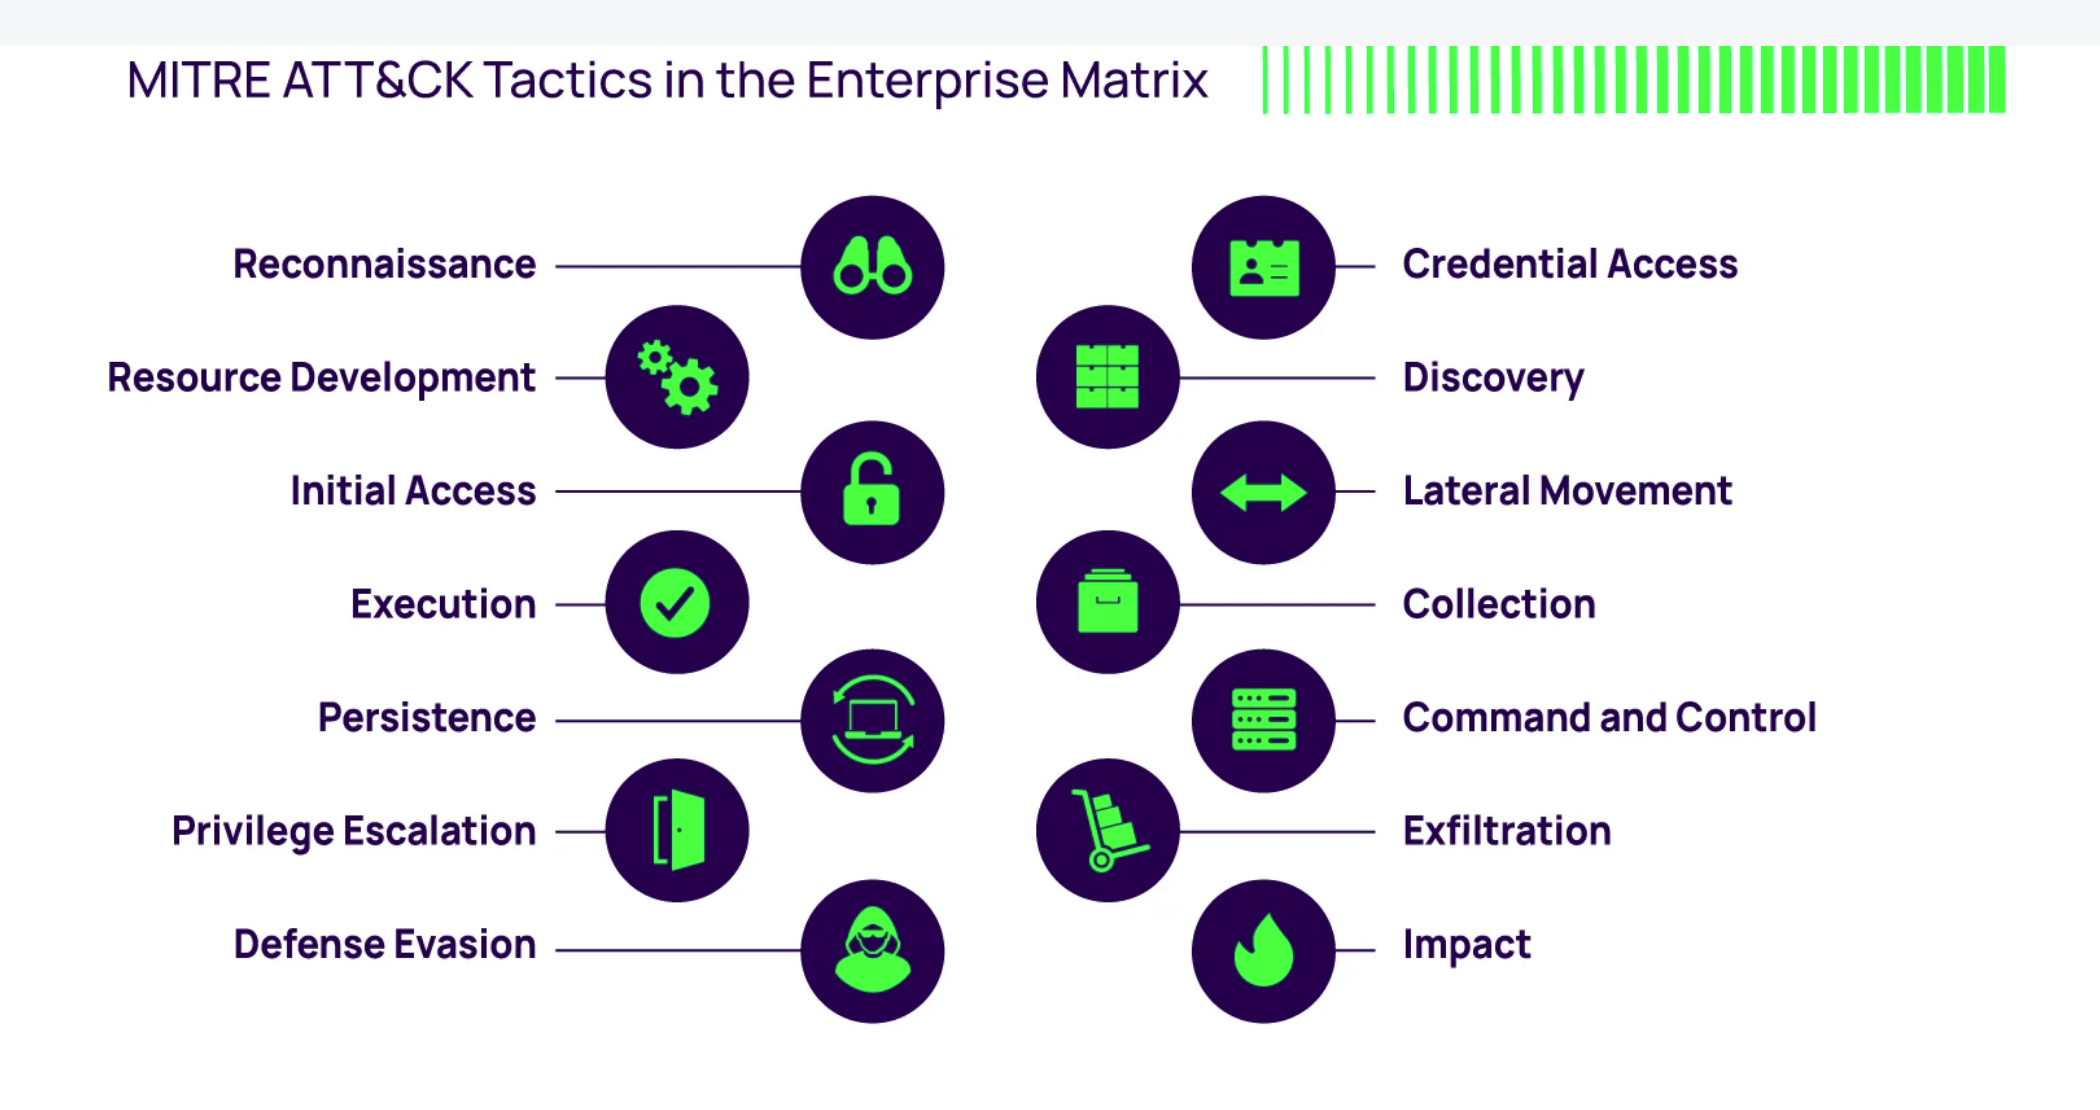 MITRE ATT&CK Tactics in the Enterprise Matrix
Reconnaissance
Resource Development
Initial Access
Execution
Persistence
Privilege Escalation
Defense Evasion
Credential Access
Discovery
Lateral Movement
Collection
Command and Control
Exfiltration
Impact